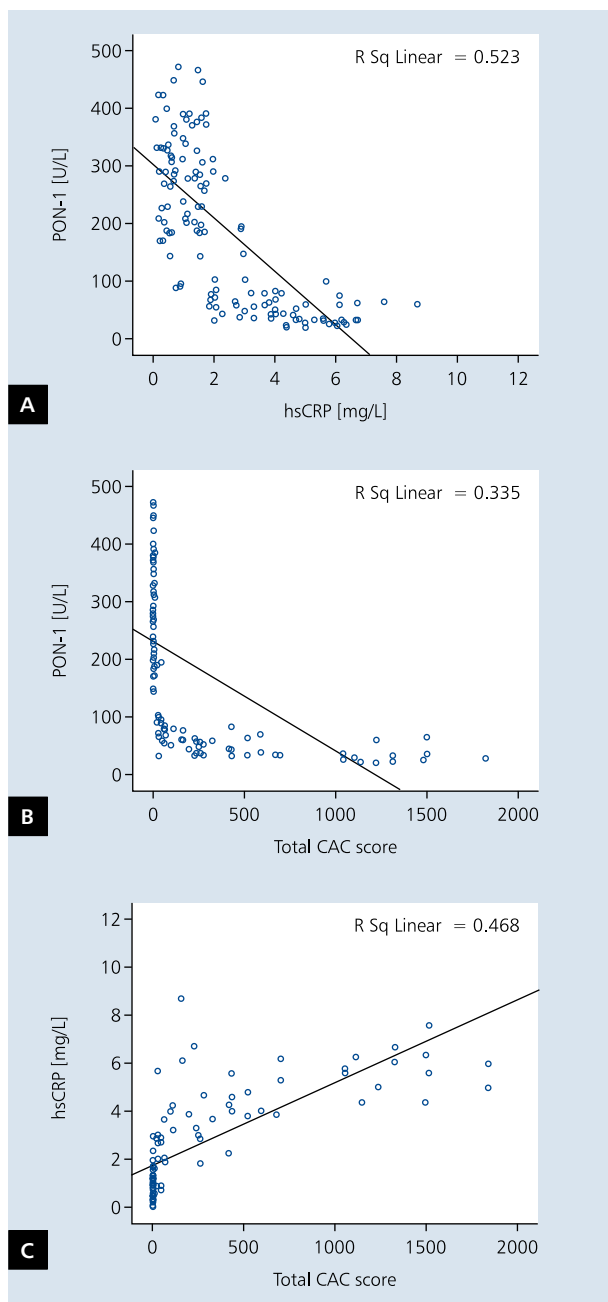 500
R Sq Linear = 0.523
400
300
200
100
0
PON-1 [U/L]
0 2 4 6 8 10 12
hsCRP [mg/L]
A
500
R Sq Linear = 0.335
400
300
200
100
0
PON-1 [U/L]
0 500 1000 1500 2000
Total CAC score
B
12
R Sq Linear = 0.468
10
8
6
4
2
0
hsCRP [mg/L]
0 500 1000 1500 2000
Total CAC score
C